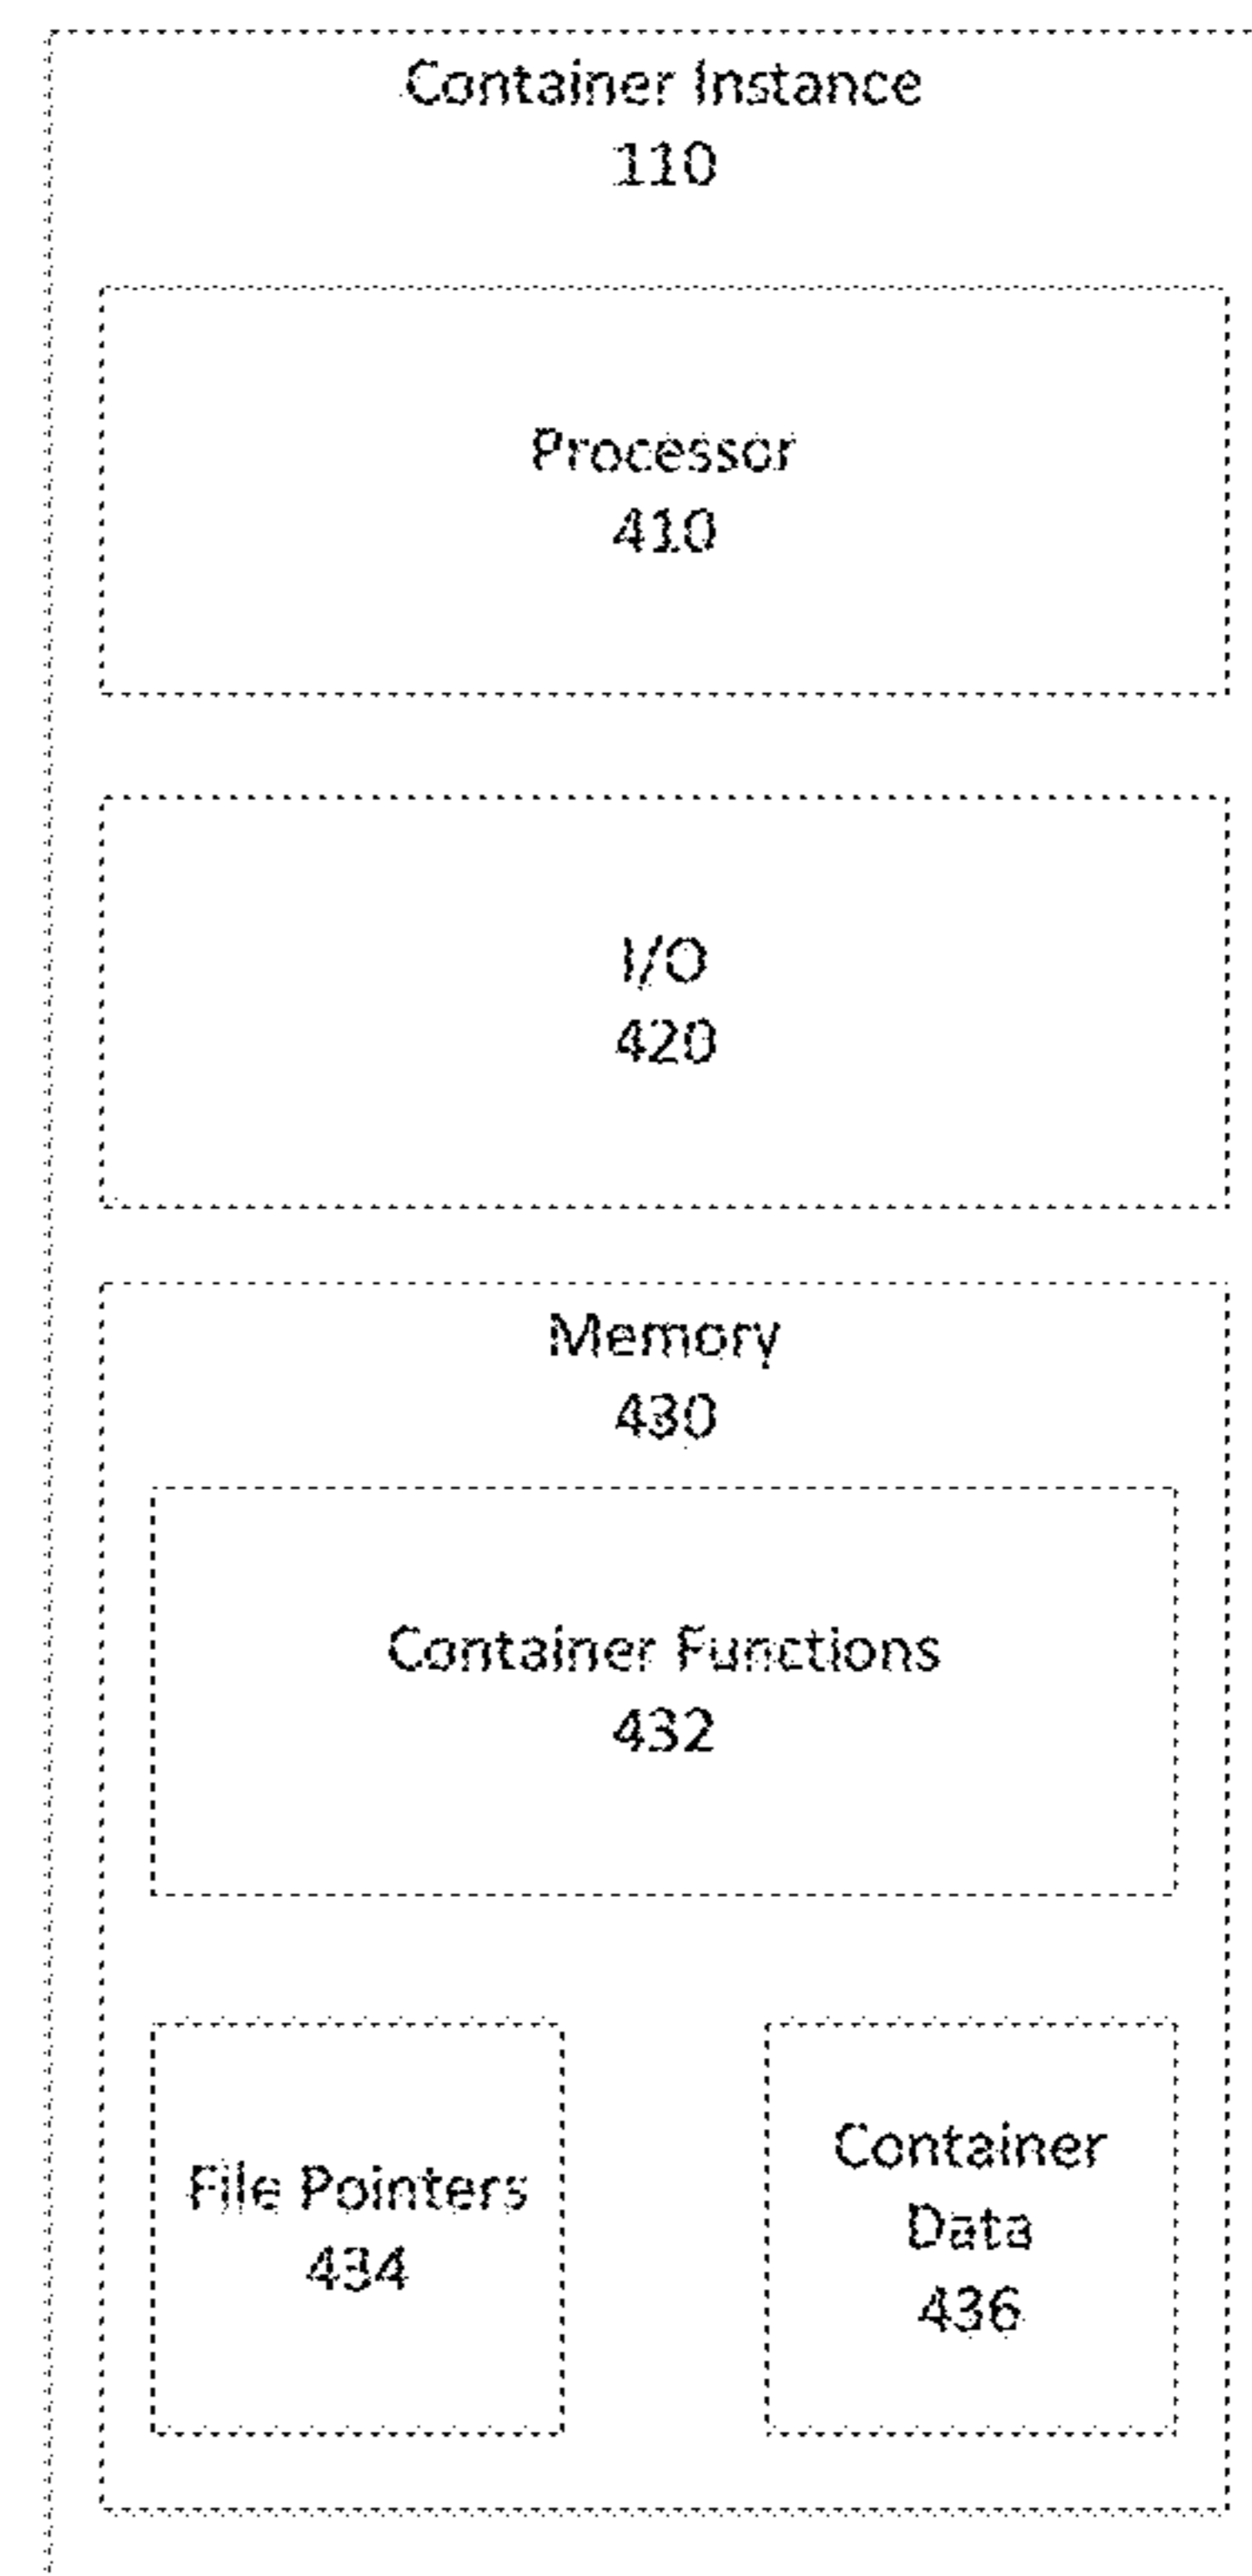 Container Instance
110
Processor
410
I/O
420
Memory
430
Container Functions
432
File Pointers
434
Container
Data
436